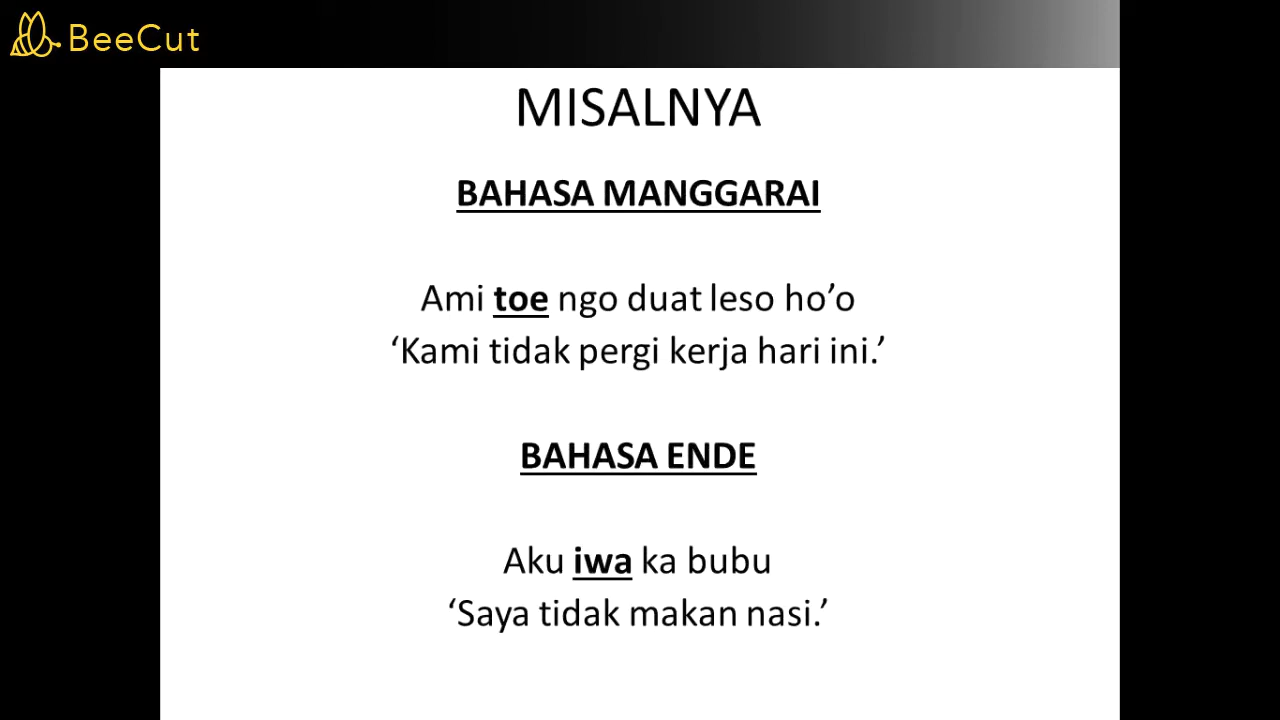 BeeCut
MISALNYA
BAHASA MANGGARAI
Ami toe ngo duat leso ho’o
‘Kami tidak pergi kerja hari ini.’
BAHASA ENDE
Aku iwa ka bubu
‘Saya tidak makan nasi.’